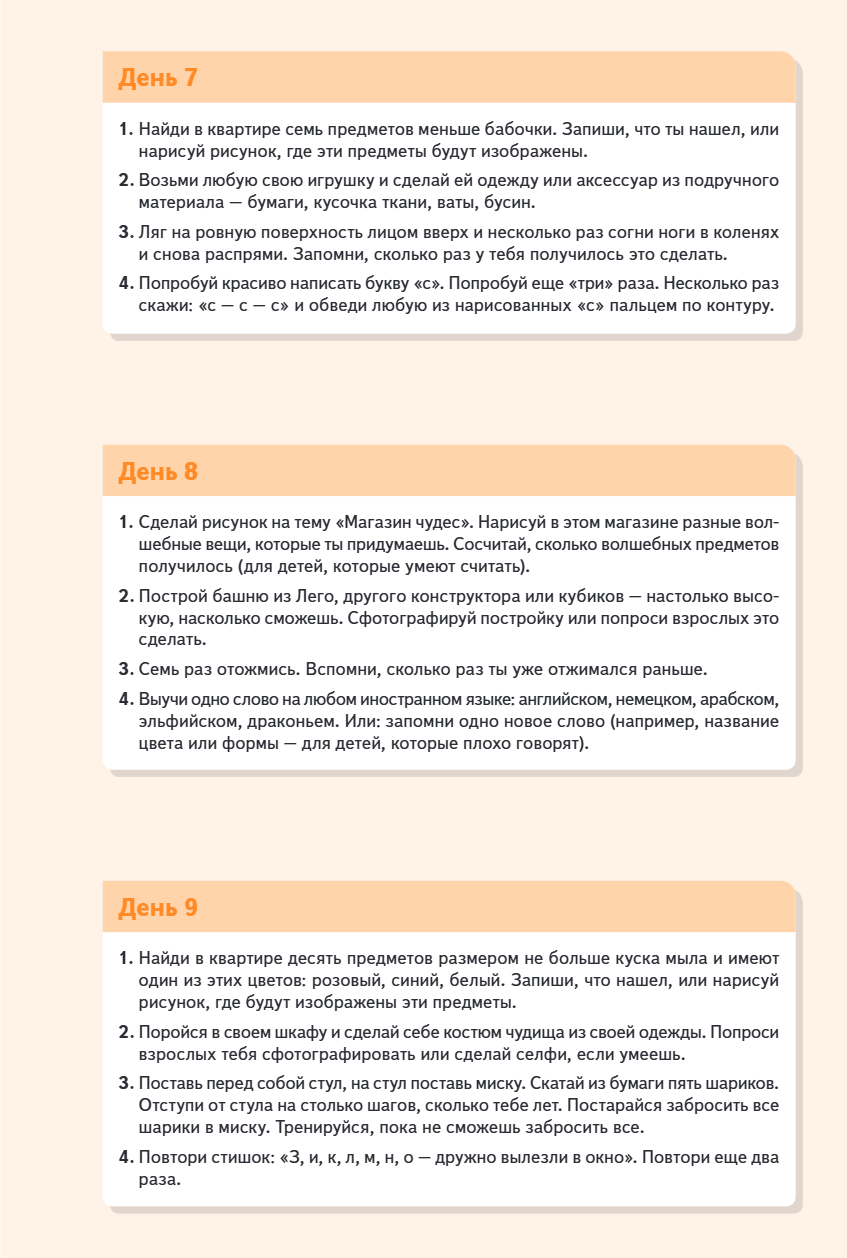 День 7
1. Найди в квартире семь предметов меньше бабочки. Запиши, что ты нашел, или
нарисуй рисунок, где эти предметы будут изображены.
2. Возьми любую свою игрушку и сделай ей одежду или аксессуар из подручного
материала — бумаги, кусочка ткани, ваты, бусин.
3. Ляг на ровную поверхность лицом вверх и несколько раз согни ноги в коленях
и снова распрями. Запомни, сколько раз у тебя получилось это сделать.
4. Попробуй красиво написать букву «с». Попробуй еще «три» раза. Несколько раз
скажи: «с — с — с» и обведи любую из нарисованных «с» пальцем по контуру.
День 8
1. Сделай рисунок на тему «Магазин чудес». Нарисуй в этом магазине разные вол-
шебные вещи, которые ты придумаешь. Сосчитай, сколько волшебных предметов
получилось (для детей, которые умеют считать).
2. Построй башню из Лего, другого конструктора или кубиков — настолько высо-
кую, насколько сможешь. Сфотографируй постройку или попроси взрослых это
сделать.
3. Семь раз отожмись. Вспомни, сколько раз ты уже отжимался раньше.
4. Выучи одно слово на любом иностранном языке: английском, немецком, арабском,
эльфийском, драконьем. Или: запомни одно новое слово (например, название
цвета или формы — для детей, которые плохо говорят).
День 9
1. Найди в квартире десять предметов размером не больше куска мыла и имеют
один из этих цветов: розовый, синий, белый. Запиши, что нашел, или нарисуй
рисунок, где будут изображены эти предметы.
2. Поройся в своем шкафу и сделай себе костюм чудища из своей одежды. Попроси
взрослых тебя сфотографировать или сделай селфи, если умеешь.
3. Поставь перед собой стул, на стул поставь миску. Скатай из бумаги пять шариков.
Отступи от стула на столько шагов, сколько тебе лет. Постарайся забросить все
шарики в миску. Тренируйся, пока не сможешь забросить все.
4. Повтори стишок: «З, и, к, л, м, н, о — дружно вылезли в окно». Повтори еще два
раза.